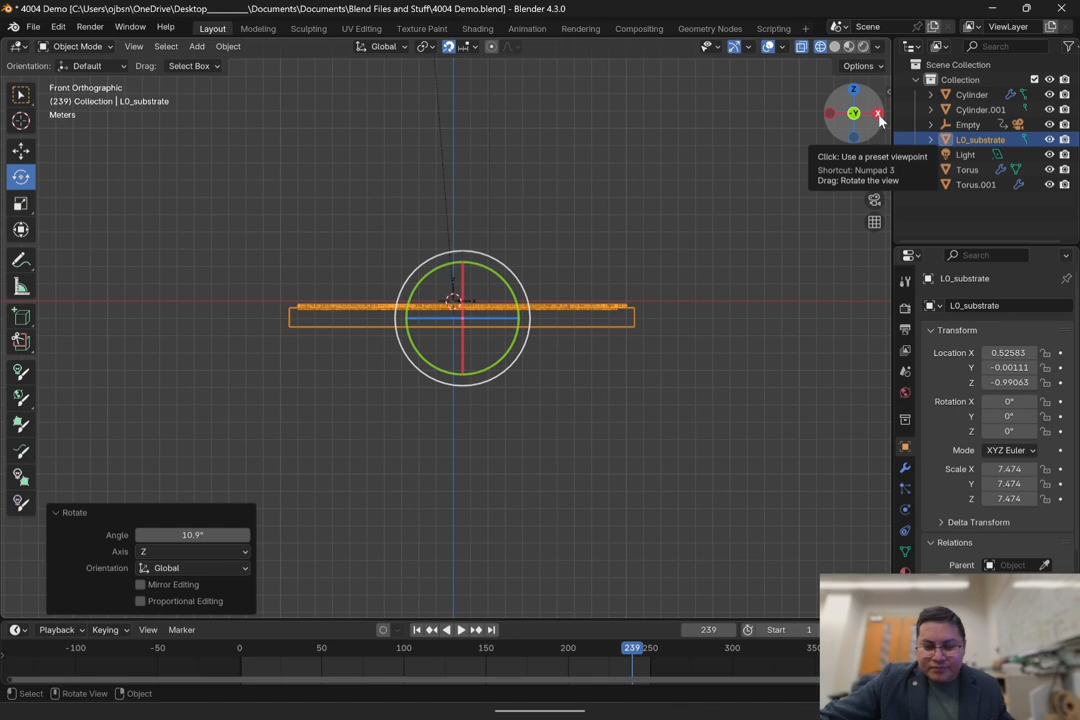 4004 Demo [C:\Users\ojbsn\OneDrive\Desktop_________\Documents\Documents\Blend Files and Stuff\4004 Demo.blend] - Blender 4.3.0
File Edit Render Window Help Layout Modeling Sculpting UV Editing Texture Paint Shading Animation Rendering Compositing Geometry Nodes Scripting + Scene ViewLayer
Object Mode View Select Add Object Global Search
Orientation: Default Drag: Select Box Options
Scene Collection
Collection
Cylinder
Cylinder.001
Empty
L0_substrate
Light
Torus
Torus.001
Front Orthographic
(239) Collection | L0_substrate
Meters
Z
-Y
X
Click: Use a preset viewpoint
Shortcut: Numpad 3
Drag: Rotate the view
Search
L0_substrate
L0_substrate
Transform
Location X 0.52583
Y -0.00111
Z -0.99063
Rotation X 0°
Y 0°
Z 0°
Mode XYZ Euler
Scale X 7.474
Y 7.474
Z 7.474
Delta Transform
Relations
Parent Object
Rotate
Angle 10.9°
Axis Z
Orientation Global
Mirror Editing
Proportional Editing
Playback Keying View Marker 239 Start 1
-100 -50 0 50 100 150 200 239 250 300 350
Select Rotate View Object